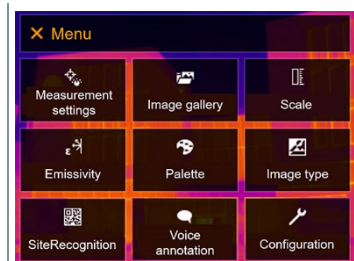 Menu
Measurement
settings
Image gallery
Scale
ε
Emissivity
Palette
Image type
SiteRecognition
Voice
annotation
Configuration